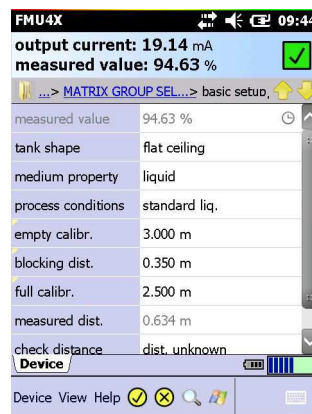 FMU4X 09:44
output current: 19.14 mA
measured value: 94.63 %
...> MATRIX GROUP SEL...> basic setup,
measured value 94.63 %
tank shape flat ceiling
medium property liquid
process conditions standard liq.
empty calibr. 3.000 m
blocking dist. 0.350 m
full calibr. 2.500 m
measured dist. 0.634 m
check distance dist. unknown
Device
Device View Help